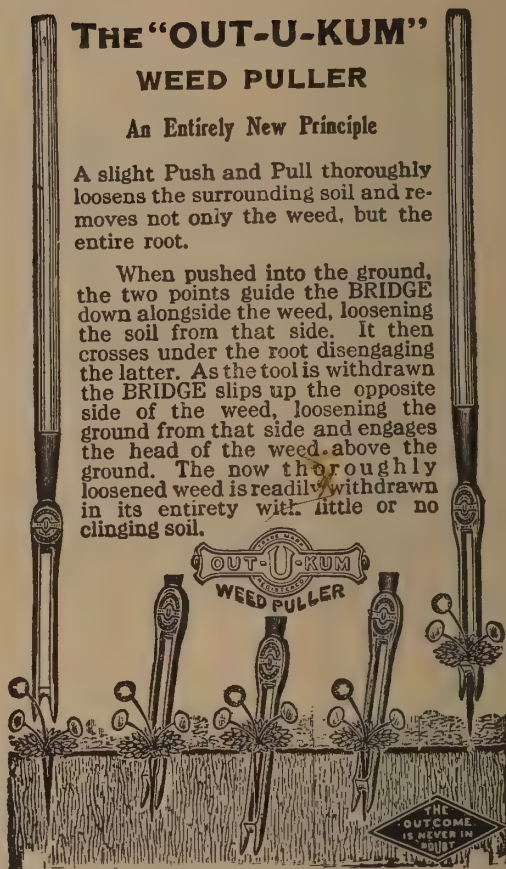 THE "OUT-U-KUM"
WEED PULLER
An Entirely New Principle
A slight Push and Pull thoroughly
loosens the surrounding soil and re-
moves not only the weed, but the
entire root.
When pushed into the ground,
the two points guide the BRIDGE
down alongside the weed, loosening
the soil from that side. It then
crosses under the root disengaging
the latter. As the tool is withdrawn
the BRIDGE slips up the opposite
side of the weed, loosening the
ground from that side and engages
the head of the weed above the
ground. The now thoroughly
loosened weed is readily withdrawn
in its entirety with little or no
clinging soil.
TRADE MARK
OUT-U-KUM
REGISTERED
WEED PULLER
THE
OUTCOME
IS NEVER IN
DOUBT